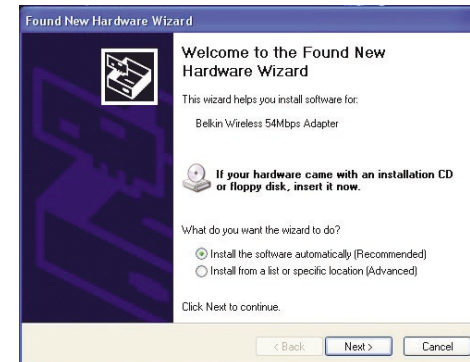 Found New Hardware Wizard
Welcome to the Found New
Hardware Wizard
This wizard helps you install software for:
Belkin Wireless 54Mbps Adapter
If your hardware came with an installation CD
or floppy disk, insert it now.
What do you want the wizard to do?
Install the software automatically (Recommended)
Install from a list or specific location (Advanced)
Click Next to continue.
< Back Next > Cancel